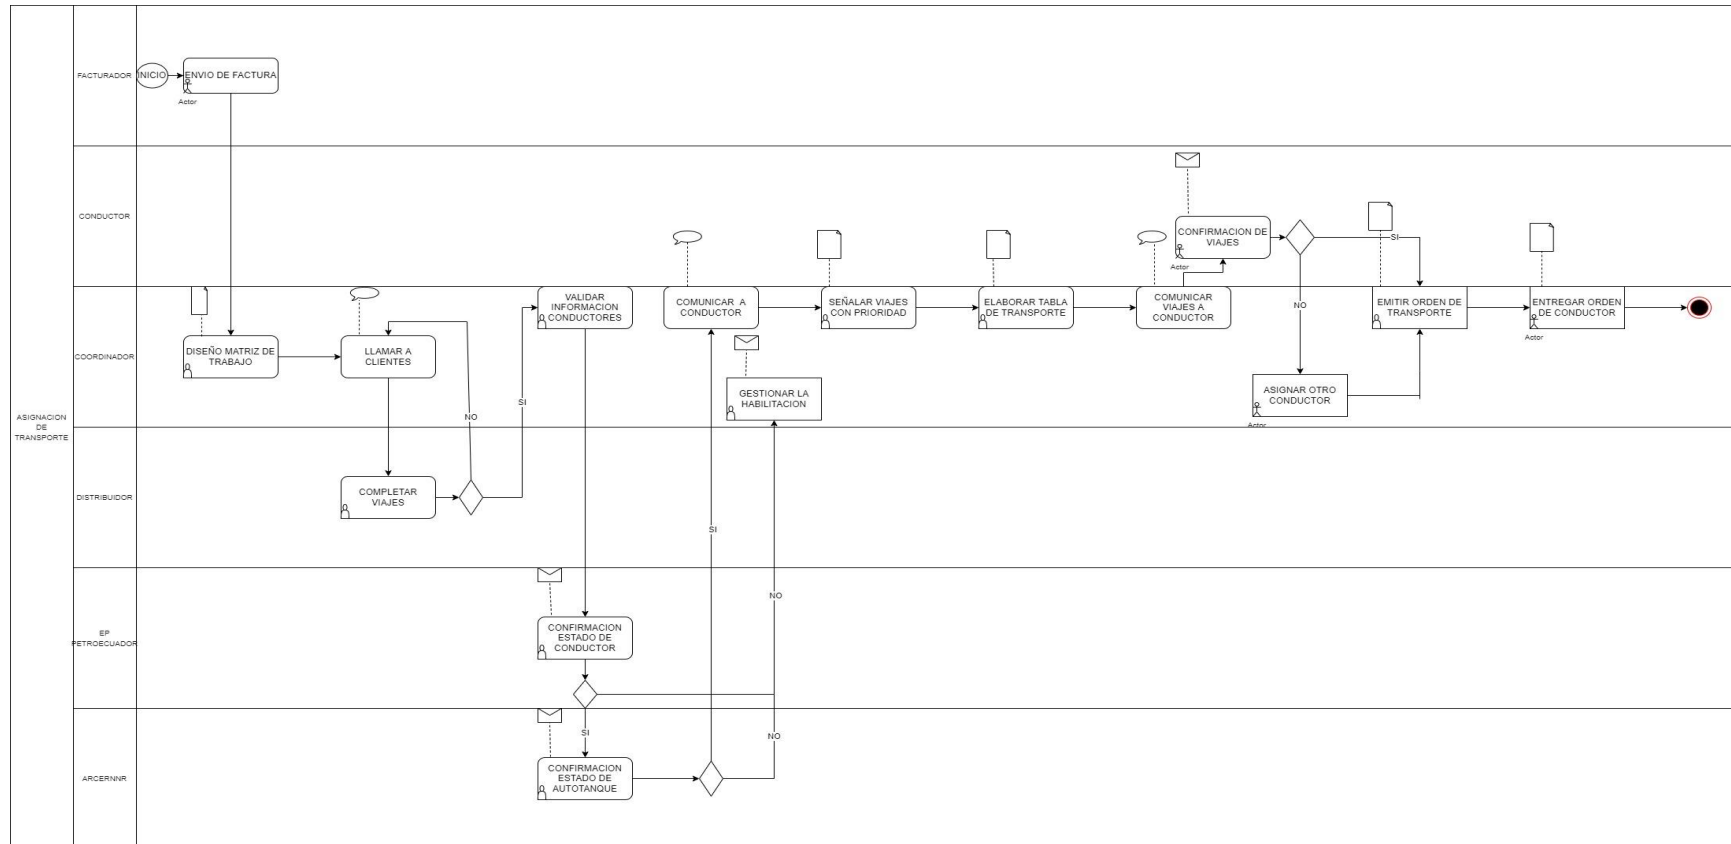 ASIGNACION
DE
TRANSPORTE
FACTURADOR
INICIO
ENVIO DE FACTURA
Actor
CONDUCTOR
CONFIRMACION DE
VIAJES
Actor
SI
NO
COORDINADOR
DISEÑO MATRIZ DE
TRABAJO
LLAMAR A
CLIENTES
NO
SI
VALIDAR
INFORMACION
CONDUCTORES
COMUNICAR A
CONDUCTOR
GESTIONAR LA
HABILITACION
SEÑALAR VIAJES
CON PRIORIDAD
ELABORAR TABLA
DE TRANSPORTE
COMUNICAR
VIAJES A
CONDUCTOR
ASIGNAR OTRO
CONDUCTOR
Actor
EMITIR ORDEN DE
TRANSPORTE
ENTREGAR ORDEN
DE CONDUCTOR
Actor
DISTRIBUIDOR
COMPLETAR
VIAJES
SI
EP
PETROECUADOR
CONFIRMACION
ESTADO DE
CONDUCTOR
NO
ARCERNNR
SI
CONFIRMACION
ESTADO DE
AUTOTANQUE
NO